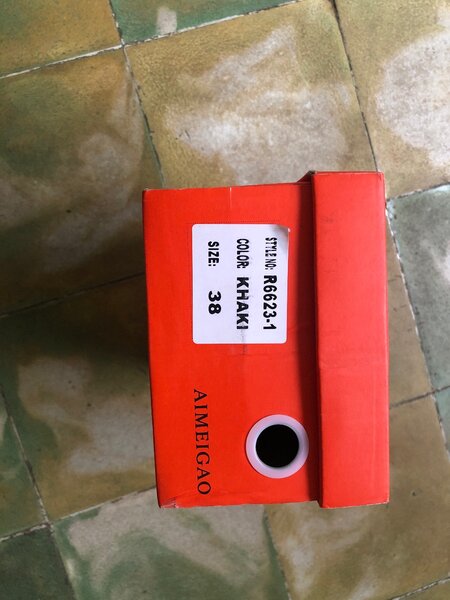 STYLE NO: R6623-1
COLOR: KHAKI
SIZE: 38
AIMEIGAO